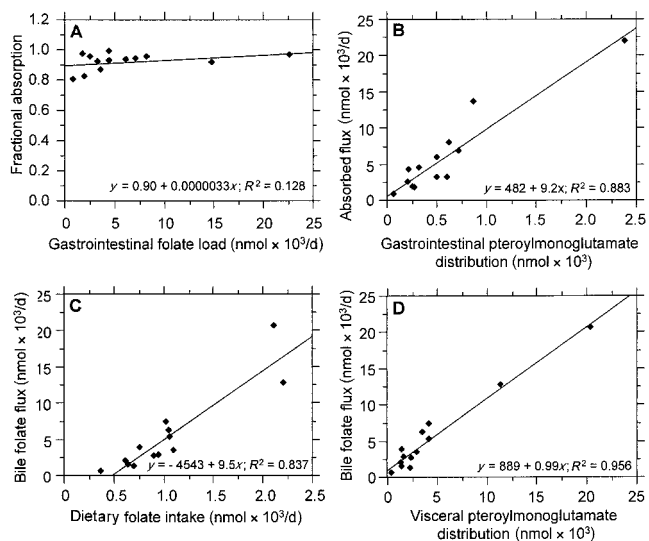 A
Fractional absorption
1.2
1.0
0.8
0.6
0.4
0.2
0.0
y = 0.90 + 0.0000033x; R² = 0.128
0 5 10 15 20 25
Gastrointestinal folate load (nmol × 10³/d)
B
Absorbed flux (nmol × 10³/d)
25
20
15
10
5
0
y = 482 + 9.2x; R² = 0.883
0 0.5 1.0 1.5 2.0 2.5
Gastrointestinal pteroylmonoglutamate
distribution (nmol × 10³)
C
Bile folate flux (nmol × 10³/d)
25
20
15
10
5
0
y = - 4543 + 9.5x; R² = 0.837
0 0.5 1.0 1.5 2.0 2.5
Dietary folate intake (nmol × 10³/d)
D
Bile folate flux (nmol × 10³/d)
25
20
15
10
5
0
y = 889 + 0.99x; R² = 0.956
0 5 10 15 20 25
Visceral pteroylmonoglutamate
distribution (nmol × 10³)